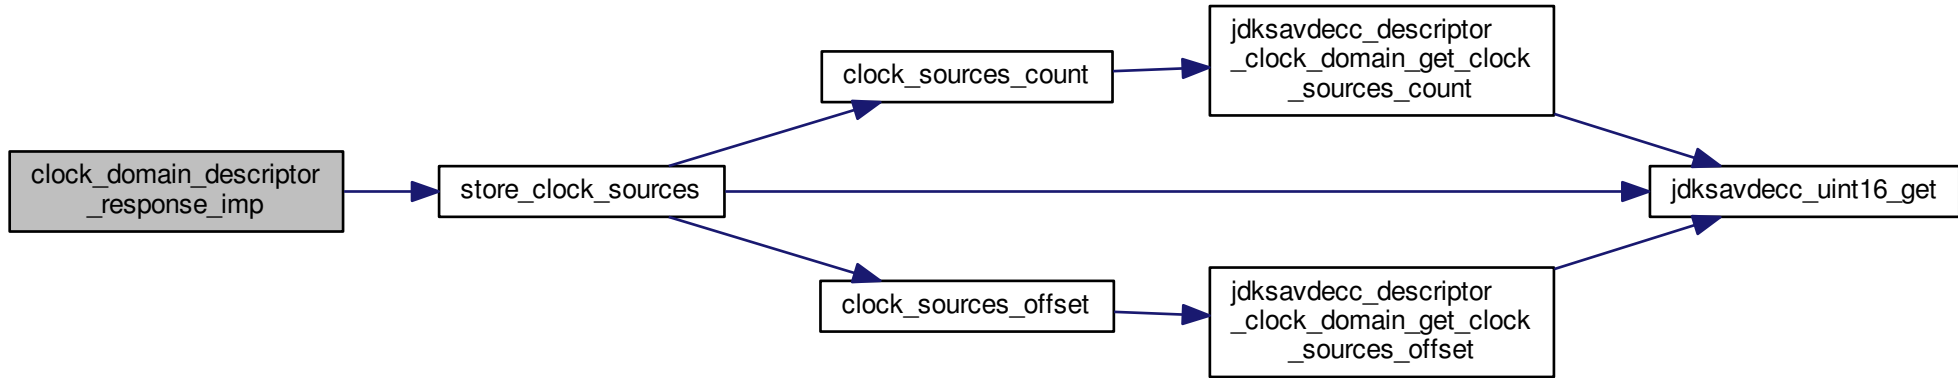 clock_domain_descriptor
_response_imp
store_clock_sources
clock_sources_count
jdksavdecc_descriptor
_clock_domain_get_clock
_sources_count
clock_sources_offset
jdksavdecc_descriptor
_clock_domain_get_clock
_sources_offset
jdksavdecc_uint16_get